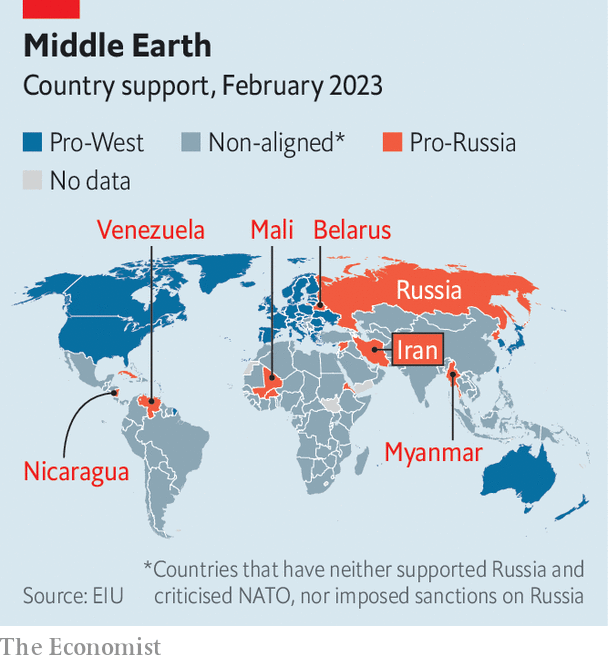 Middle Earth
Country support, February 2023
Pro-West
Non-aligned*
Pro-Russia
No data
Venezuela
Mali
Belarus
Russia
Iran
Nicaragua
Myanmar
*Countries that have neither supported Russia and
Source: EIU
criticised NATO, nor imposed sanctions on Russia
The Economist